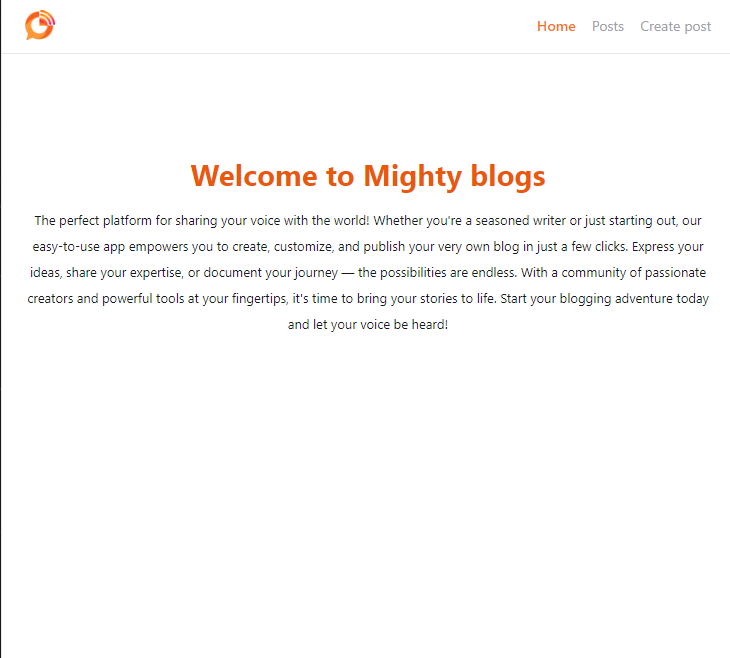 Home Posts Create post
Welcome to Mighty blogs
The perfect platform for sharing your voice with the world! Whether you're a seasoned writer or just starting out, our
easy-to-use app empowers you to create, customize, and publish your very own blog in just a few clicks. Express your
ideas, share your expertise, or document your journey — the possibilities are endless. With a community of passionate
creators and powerful tools at your fingertips, it's time to bring your stories to life. Start your blogging adventure today
and let your voice be heard!